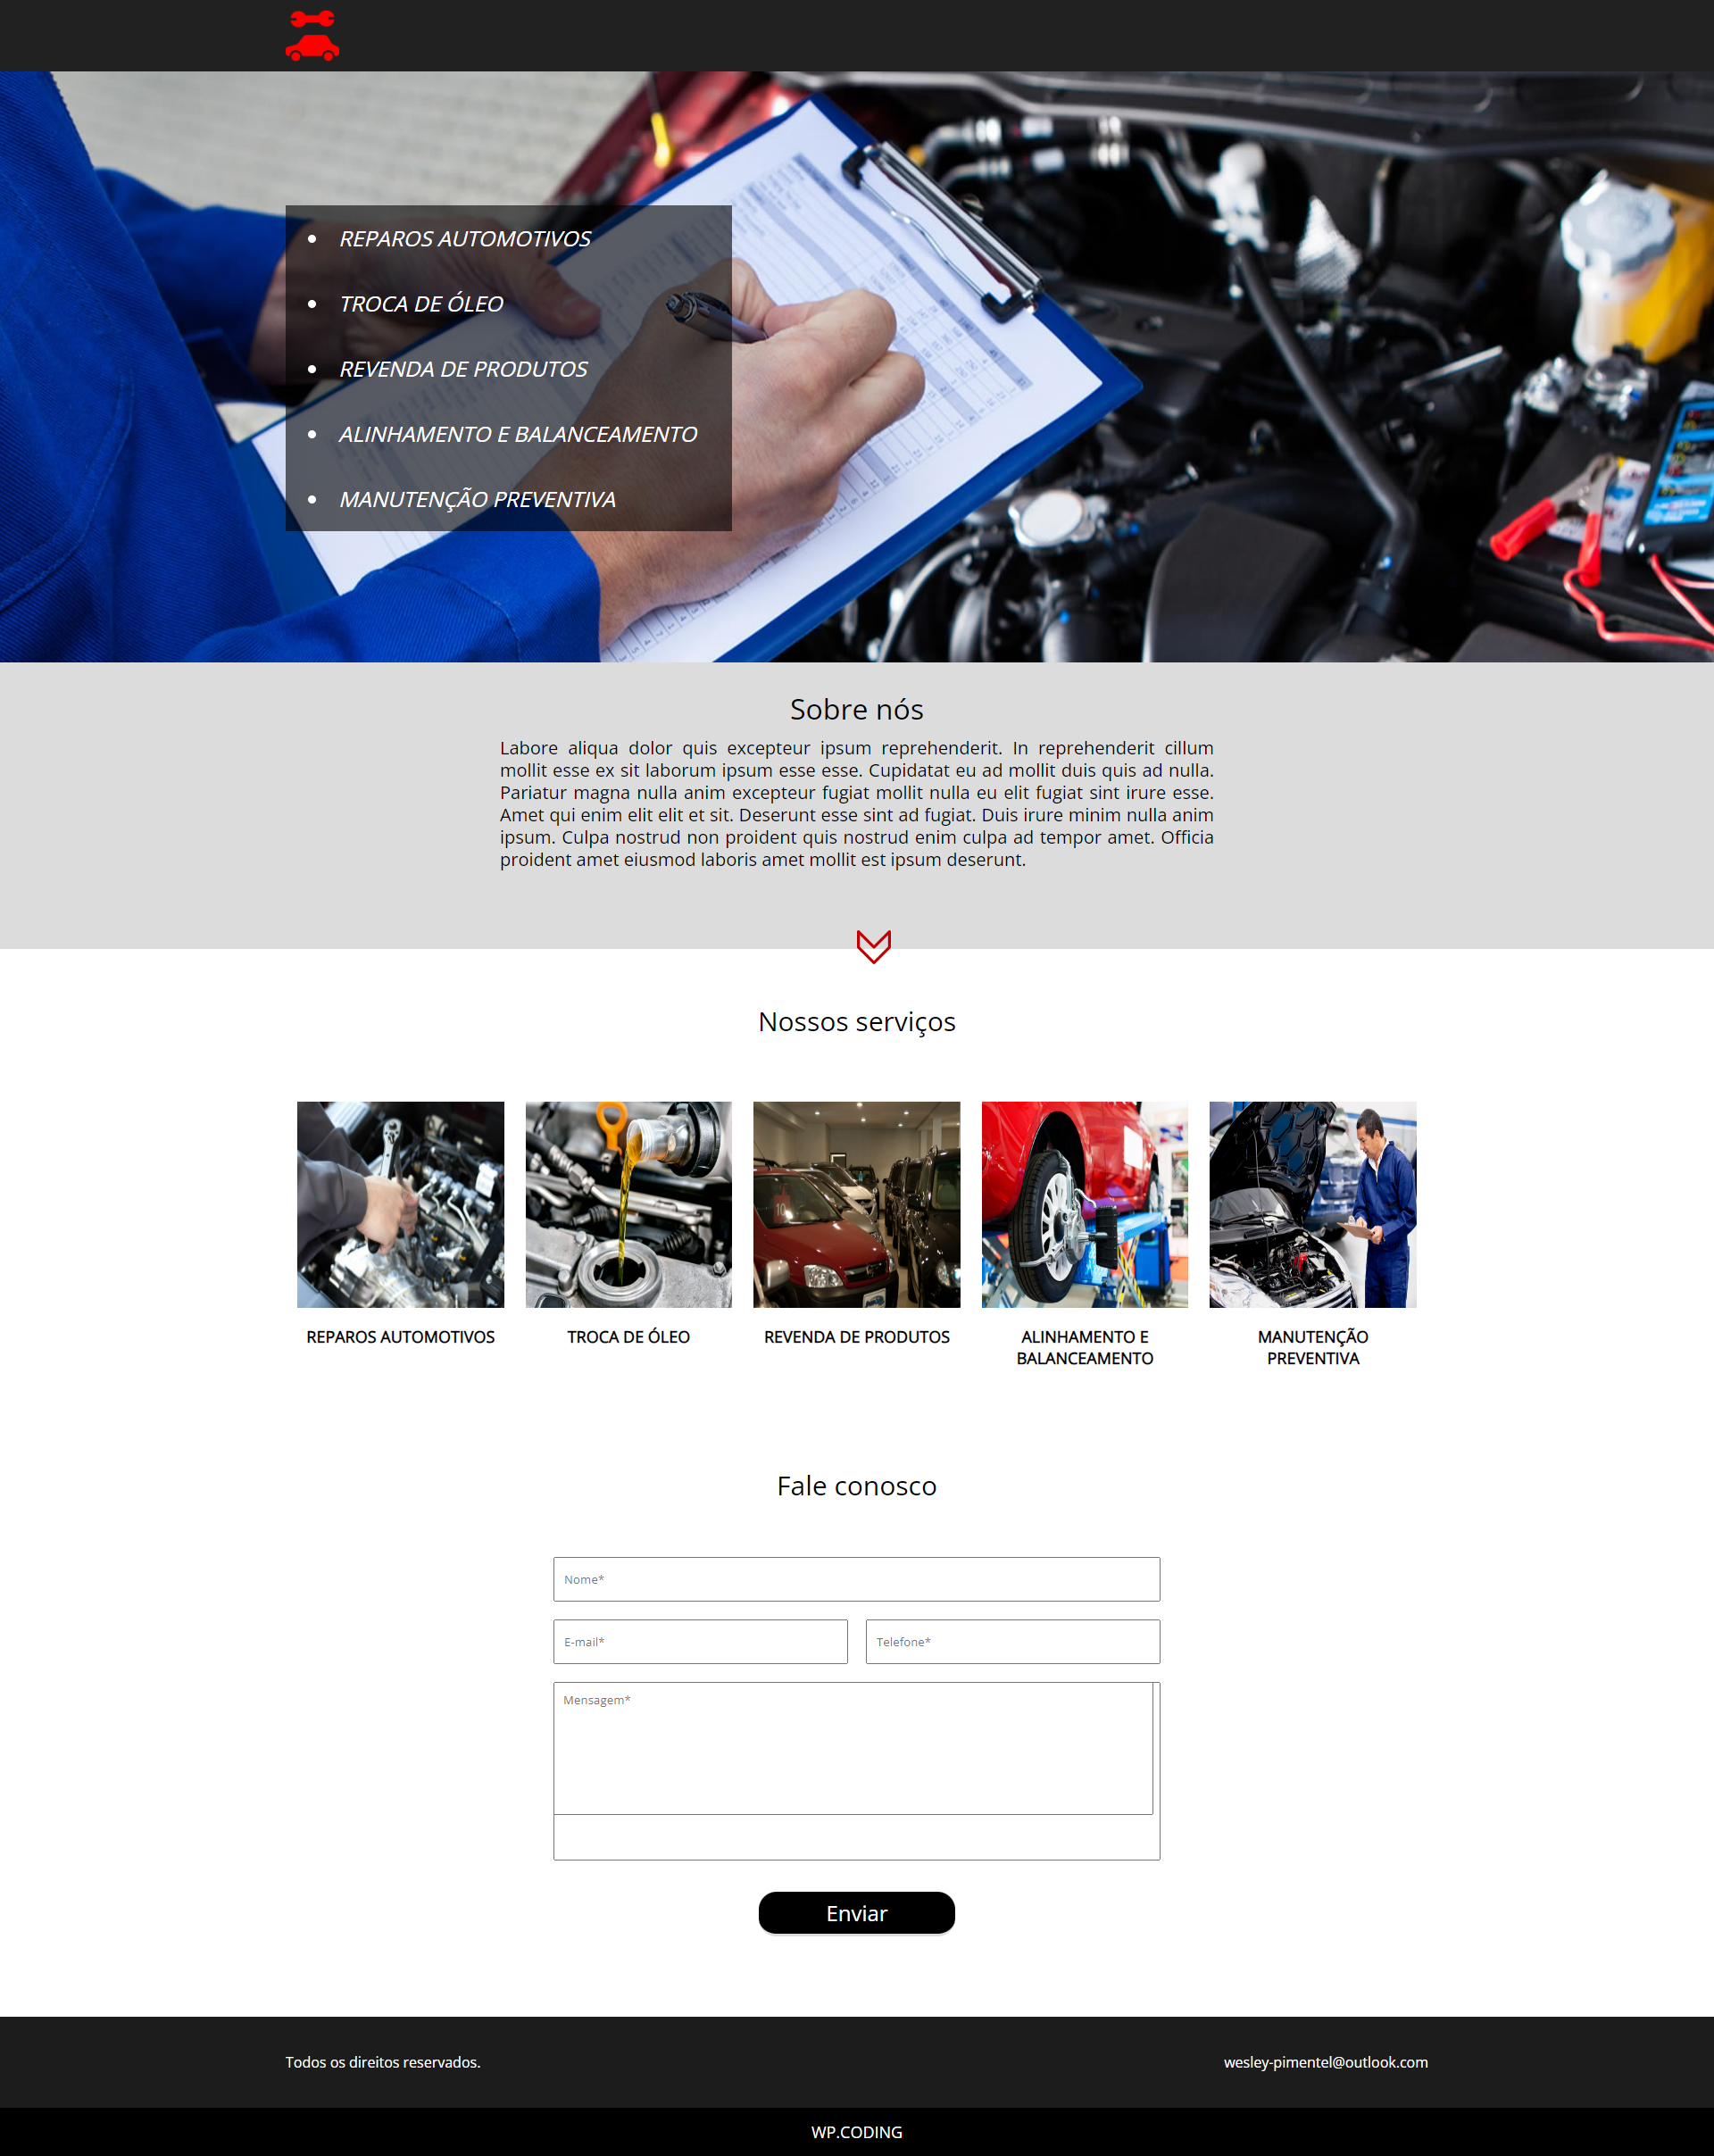 REPAROS AUTOMOTIVOS
TROCA DE ÓLEO
REVENDA DE PRODUTOS
ALINHAMENTO E BALANCEAMENTO
MANUTENÇÃO PREVENTIVA
Sobre nós
Labore aliqua dolor quis excepteur ipsum reprehenderit. In reprehenderit cillum
mollit esse ex sit laborum ipsum esse esse. Cupidatat eu ad mollit duis quis ad nulla.
Pariatur magna nulla anim excepteur fugiat mollit nulla eu elit fugiat sint irure esse.
Amet qui enim elit elit et sit. Deserunt esse sint ad fugiat. Duis irure minim nulla anim
ipsum. Culpa nostrud non proident quis nostrud enim culpa ad tempor amet. Officia
proident amet eiusmod laboris amet mollit est ipsum deserunt.
Nossos serviços
10
REPAROS AUTOMOTIVOS
TROCA DE ÓLEO
REVENDA DE PRODUTOS
ALINHAMENTO E
BALANCEAMENTO
MANUTENÇÃO
PREVENTIVA
Fale conosco
Nome*
E-mail*
Telefone*
Mensagem*
Enviar
Todos os direitos reservados.
wesley-pimentel@outlook.com
WP.CODING